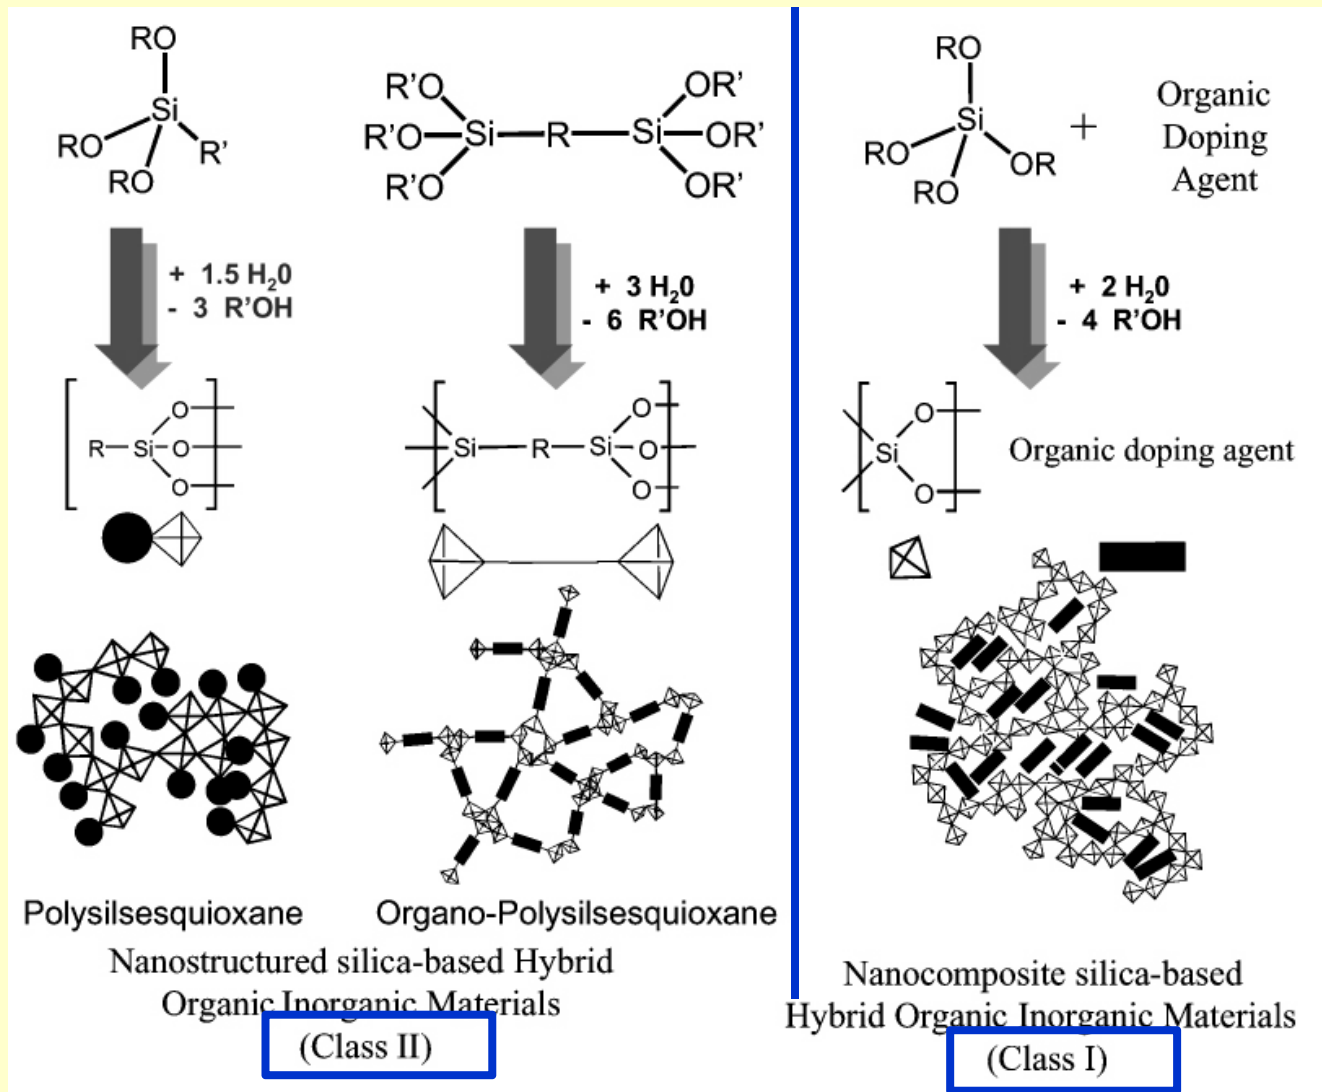 RO
Si
RO
RO
R'
+ 1.5 H₂0
- 3 R'OH
R
Si
O
O
O
Polysilsesquioxane
R'O
R'O
R'O
Si
R
Si
OR'
OR'
OR'
+ 3 H₂0
- 6 R'OH
Si
R
Si
O
O
O
Organo-Polysilsesquioxane
Nanostructured silica-based Hybrid
Organic Inorganic Materials
(Class II)
RO
Si
RO
RO
OR
+
Organic
Doping
Agent
+ 2 H₂0
- 4 R'OH
Si
O
O
Organic doping agent
Nanocomposite silica-based
Hybrid Organic Inorganic Materials
(Class I)